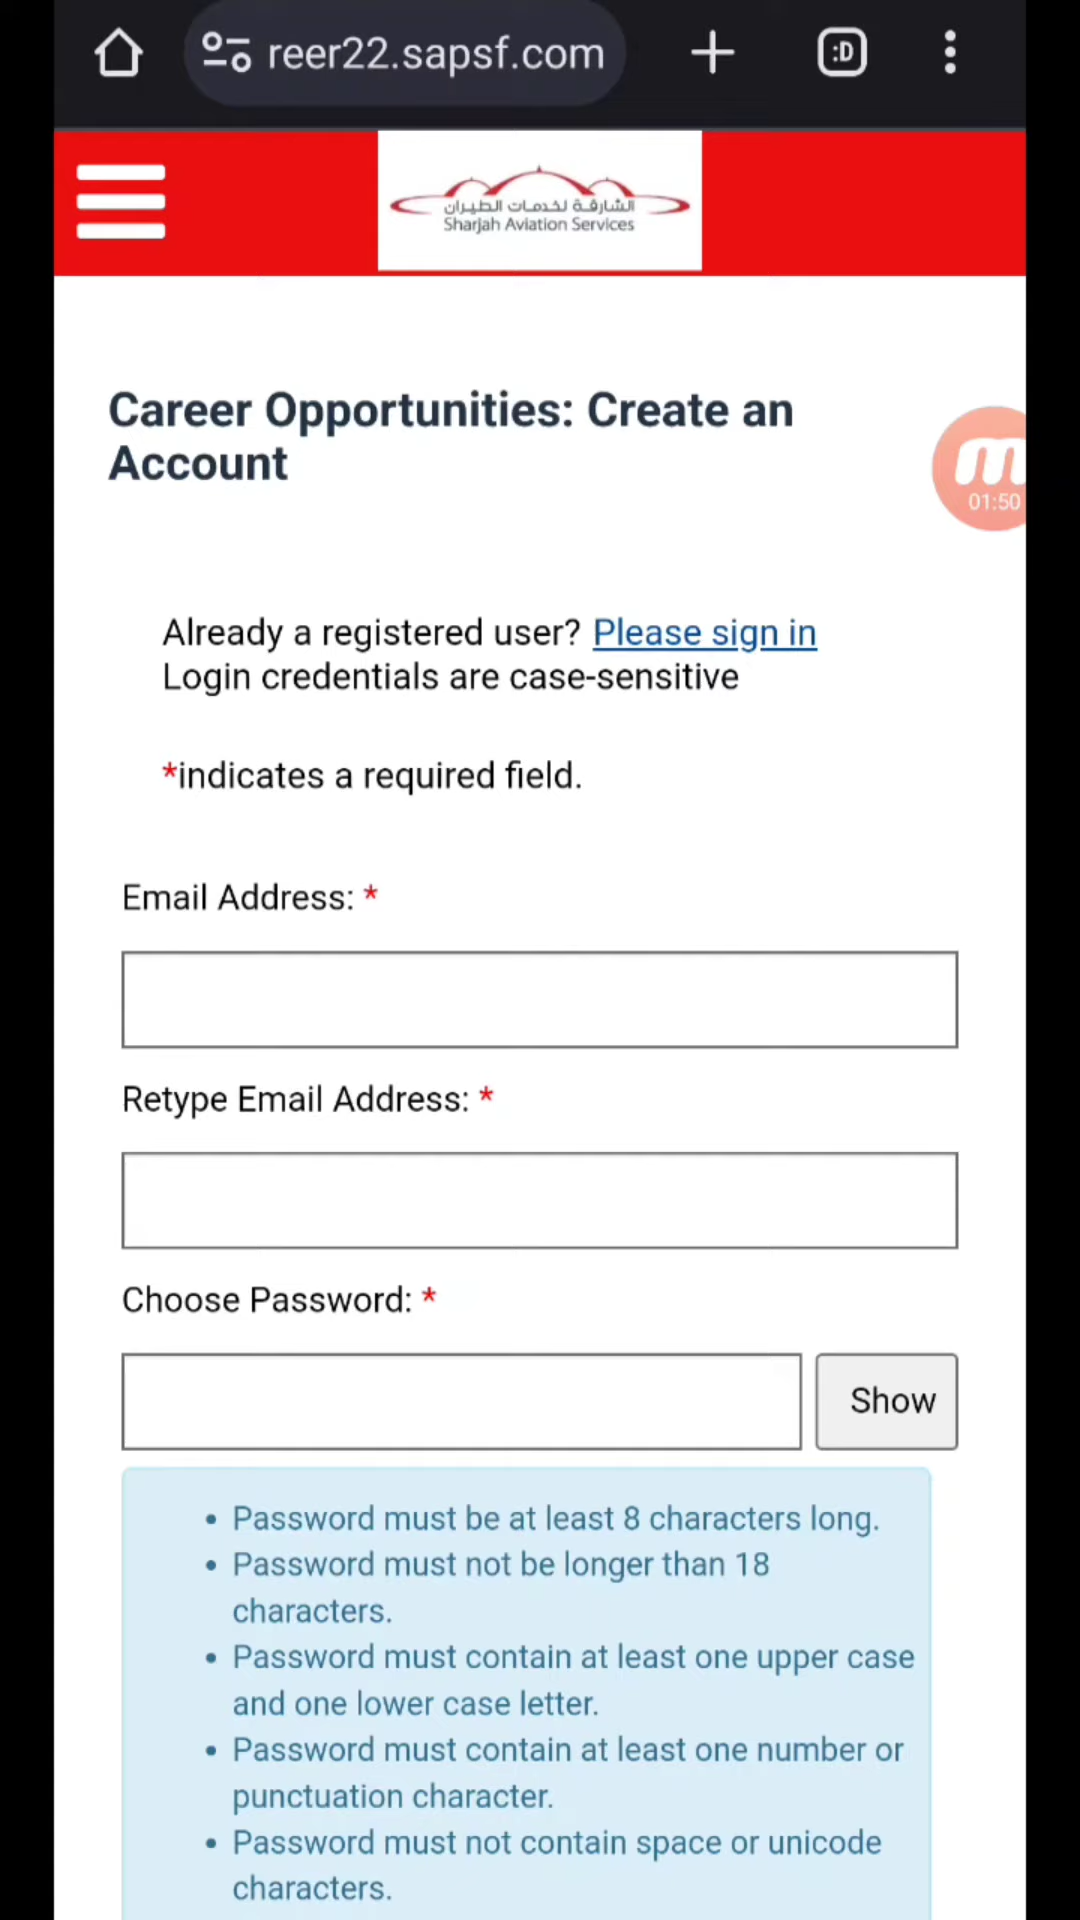 reer22.sapsf.com
:D
الشارقة لخدمات الطيران
Sharjah Aviation Services
Career Opportunities: Create an
Account
01:50
Already a registered user? Please sign in
Login credentials are case-sensitive
*indicates a required field.
Email Address: *
Retype Email Address: *
Choose Password: *
Show
• Password must be at least 8 characters long.
• Password must not be longer than 18
characters.
• Password must contain at least one upper case
and one lower case letter.
• Password must contain at least one number or
punctuation character.
• Password must not contain space or unicode
characters.